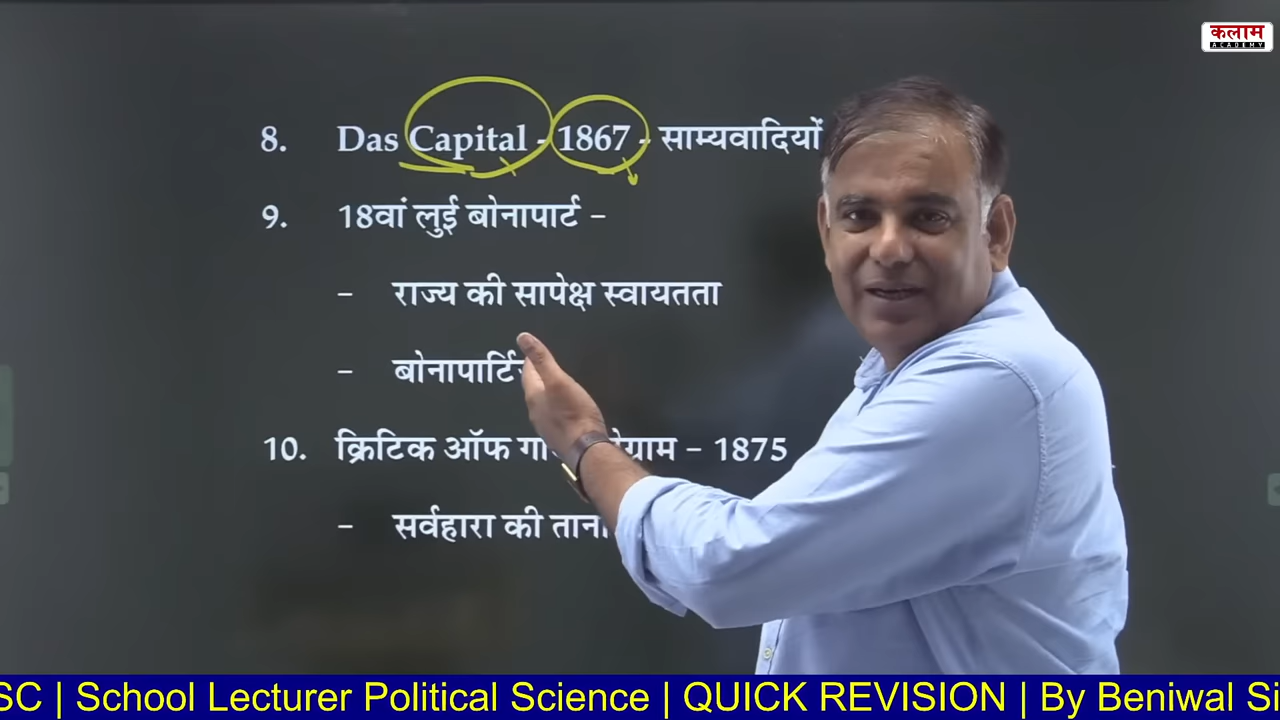 कलाम
ACADEMY
8. Das Capital - 1867 - साम्यवादियों
9. 18वां लुई बोनापार्ट –
– राज्य की सापेक्ष स्वायतता
–
10. क्रिटिक ऑफ – 1875
– सर्वहारा की
SC | School Lecturer Political Science | QUICK REVISION | By Beniwal Si